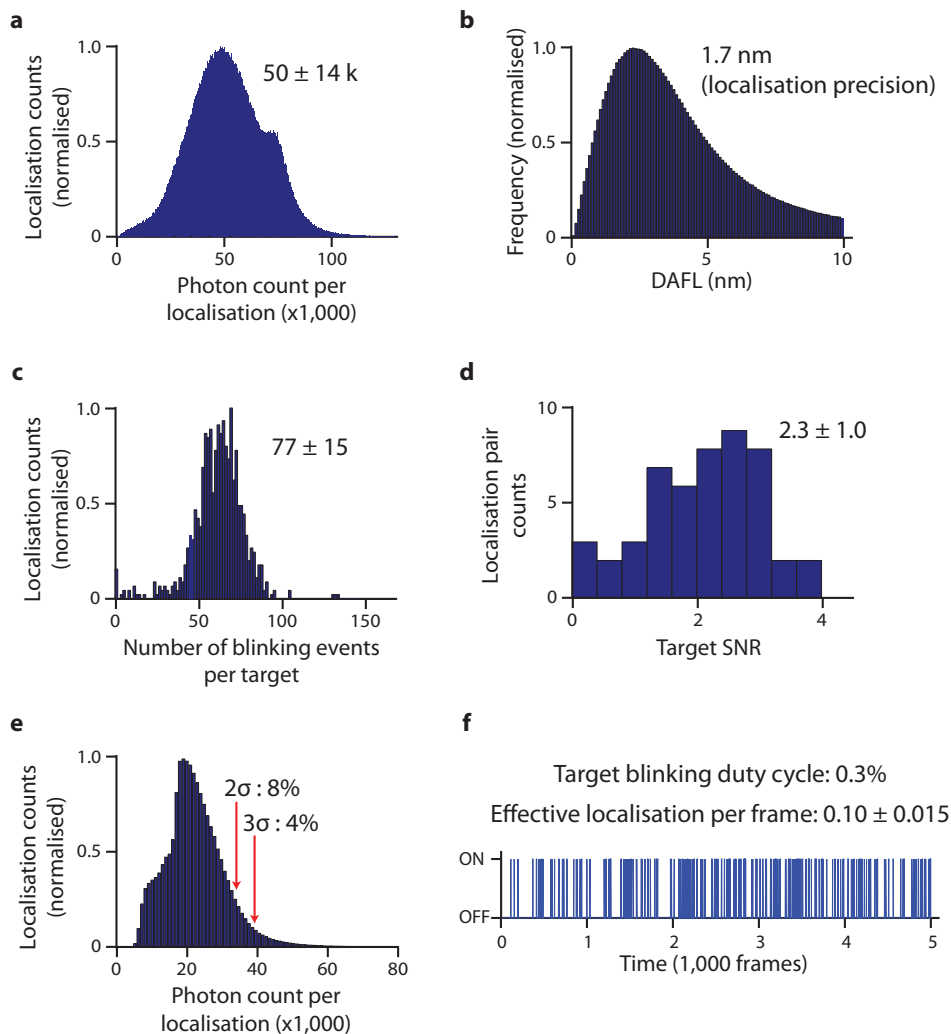 a
Localisation counts
(normalised)
1.0
0.5
0
50 ± 14 k
0
50
100
Photon count per
localisation (x1,000)
b
Frequency (normalised)
1.0
0.5
0
1.7 nm
(localisation precision)
0
5
10
DAFL (nm)
c
Localisation counts
(normalised)
1.0
0.5
0
77 ± 15
0
50
100
150
Number of blinking events
per target
d
Localisation pair
counts
10
5
0
2.3 ± 1.0
0
2
4
Target SNR
e
Localisation counts
(normalised)
1.0
0.5
0
2σ : 8%
3σ : 4%
0
20
40
60
80
Photon count per
localisation (x1,000)
f
Target blinking duty cycle: 0.3%
Effective localisation per frame: 0.10 ± 0.015
ON
OFF
0
1
2
3
4
5
Time (1,000 frames)